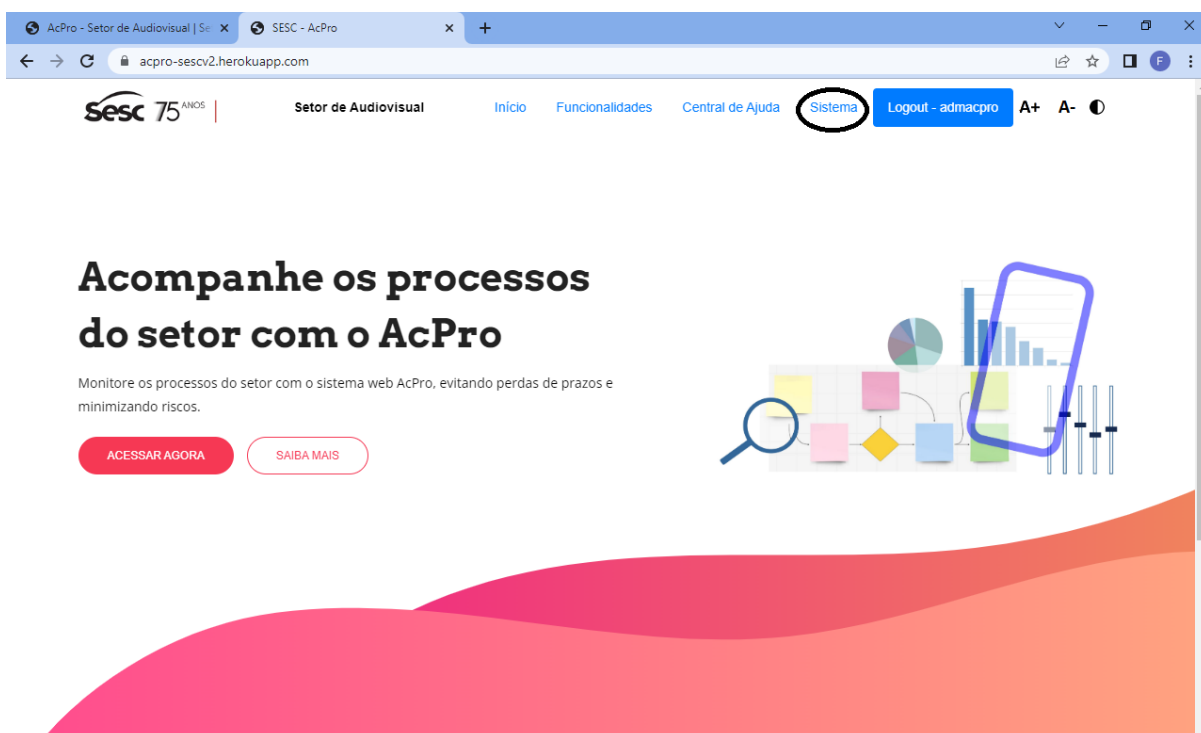 AcPro - Setor de Audiovisual | Se
SESC - AcPro
acpro-sescv2.herokuapp.com
F
Sesc 75 ANOS
Setor de Audiovisual
Início
Funcionalidades
Central de Ajuda
Sistema
Logout - admacpro
A+
A-
Acompanhe os processos
do setor com o AcPro
Monitore os processos do setor com o sistema web AcPro, evitando perdas de prazos e
minimizando riscos.
ACESSAR AGORA
SAIBA MAIS